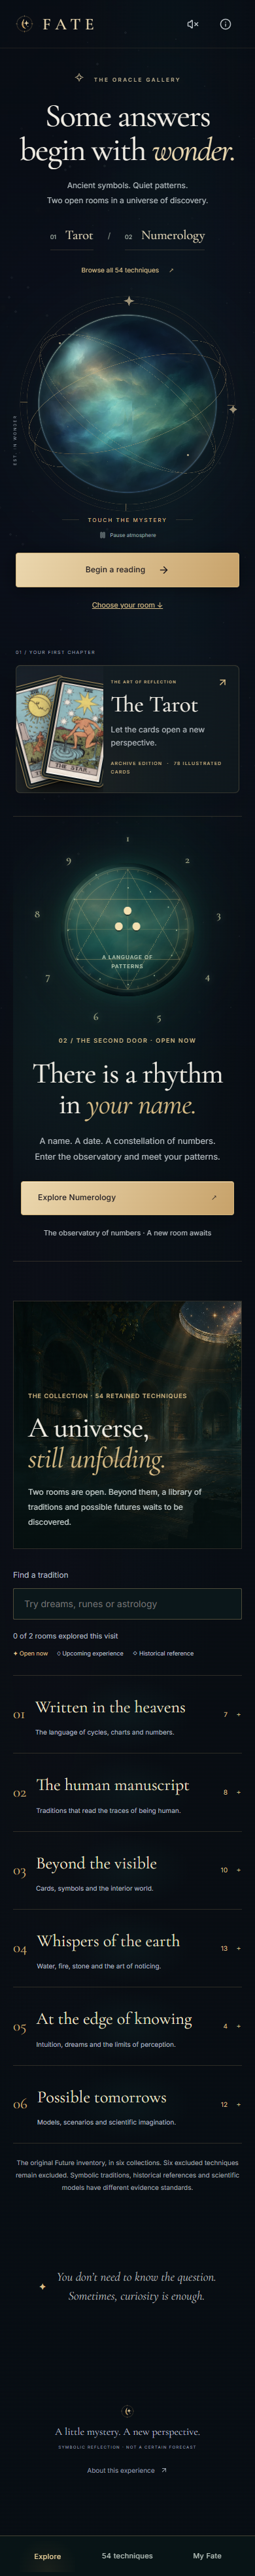 FATE
THE ORACLE GALLERY
Some answers
begin with wonder.
Ancient symbols. Quiet patterns.
Two open rooms in a universe of discovery.
01 Tarot / 02 Numerology
Browse all 54 techniques ↗
EST. IN WONDER
TOUCH THE MYSTERY
Pause atmosphere
Begin a reading →
Choose your room ↓
01 / YOUR FIRST CHAPTER
THE ART OF REFLECTION
The Tarot
Let the cards open a new
perspective.
ARCHIVE EDITION · 78 ILLUSTRATED
CARDS
THE STAR
1
2
3
4
5
6
7
8
9
A LANGUAGE OF
PATTERNS
02 / THE SECOND DOOR · OPEN NOW
There is a rhythm
in your name.
A name. A date. A constellation of numbers.
Enter the observatory and meet your patterns.
Explore Numerology ↗
The observatory of numbers · A new room awaits
THE COLLECTION · 54 RETAINED TECHNIQUES
A universe,
still unfolding.
Two rooms are open. Beyond them, a library of
traditions and possible futures waits to be
discovered.
Find a tradition
Try dreams, runes or astrology
0 of 2 rooms explored this visit
✦ Open now ◊ Upcoming experience ◇ Historical reference
01 Written in the heavens 7 +
The language of cycles, charts and numbers.
02 The human manuscript 8 +
Traditions that read the traces of being human.
03 Beyond the visible 10 +
Cards, symbols and the interior world.
04 Whispers of the earth 13 +
Water, fire, stone and the art of noticing.
05 At the edge of knowing 4 +
Intuition, dreams and the limits of perception.
06 Possible tomorrows 12 +
Models, scenarios and scientific imagination.
The original Future inventory, in six collections. Six excluded techniques
remain excluded. Symbolic traditions, historical references and scientific
models have different evidence standards.
You don't need to know the question.
Sometimes, curiosity is enough.
A little mystery. A new perspective.
SYMBOLIC REFLECTION · NOT A CERTAIN FORECAST
About this experience ↗
Explore
54 techniques
My Fate